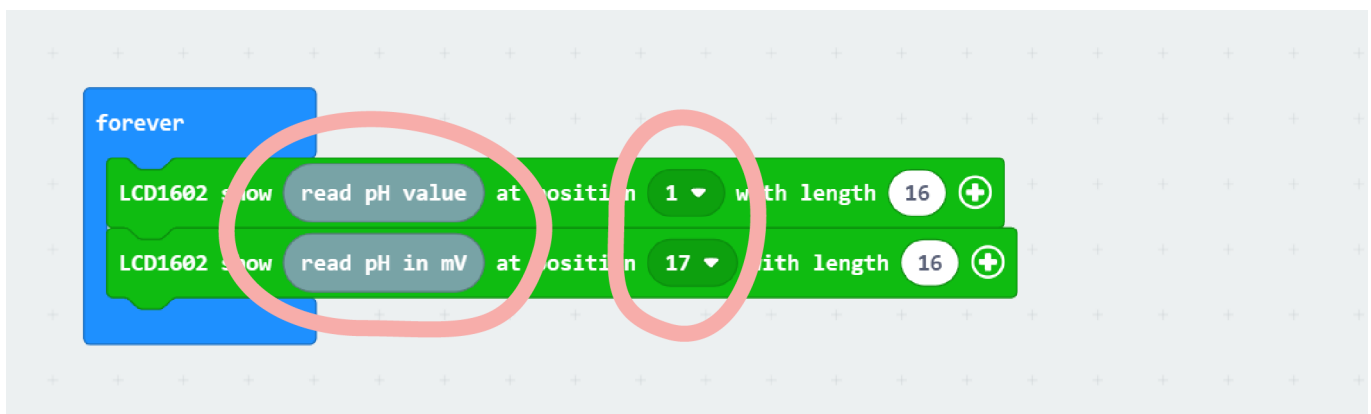 forever
LCD1602 show read pH value at position 1 with length 16
LCD1602 show read pH in mV at position 17 with length 16